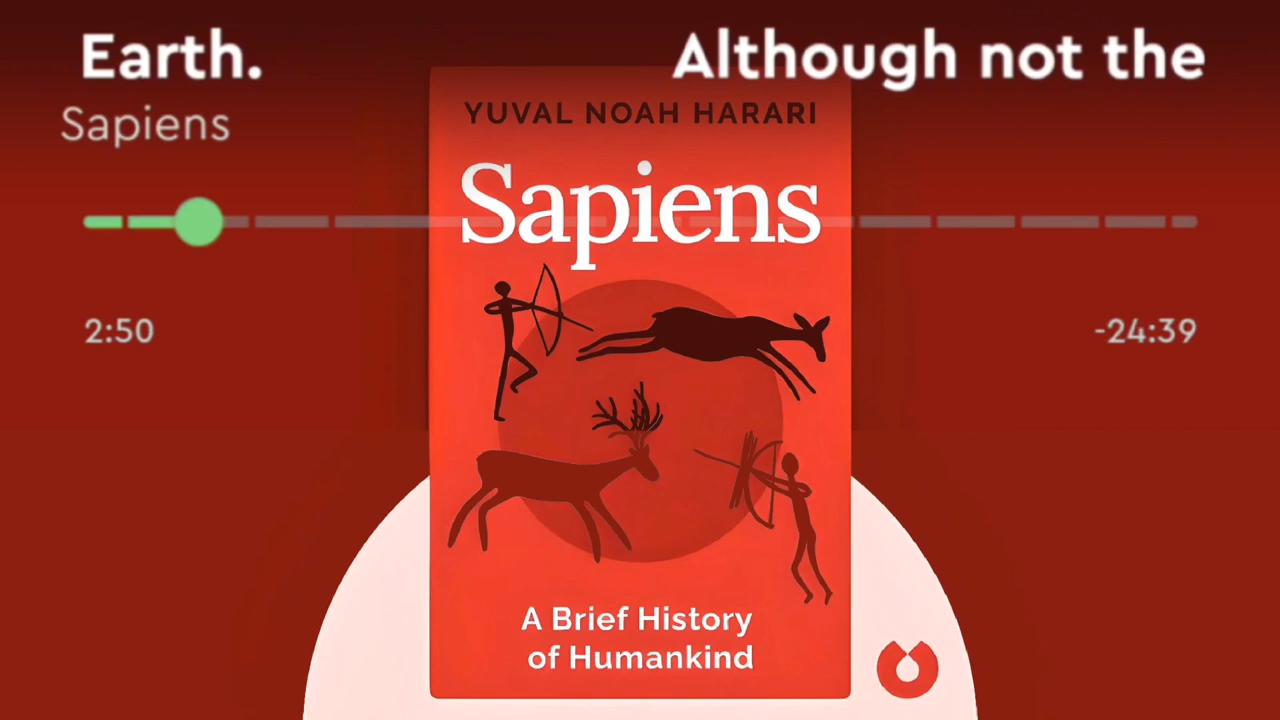 Earth. Although not the
Sapiens
YUVAL NOAH HARARI
Sapiens
2:50 -24:39
A Brief History
of Humankind